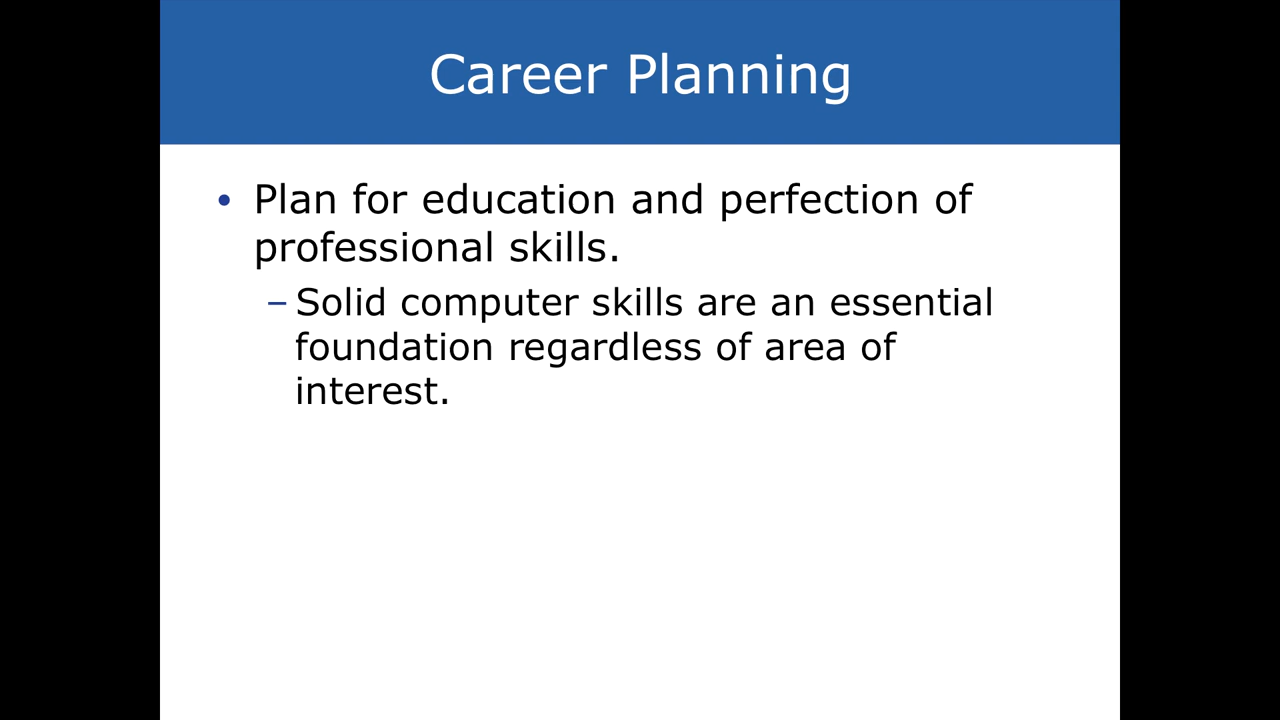 Career Planning
• Plan for education and perfection of
professional skills.
– Solid computer skills are an essential
foundation regardless of area of
interest.